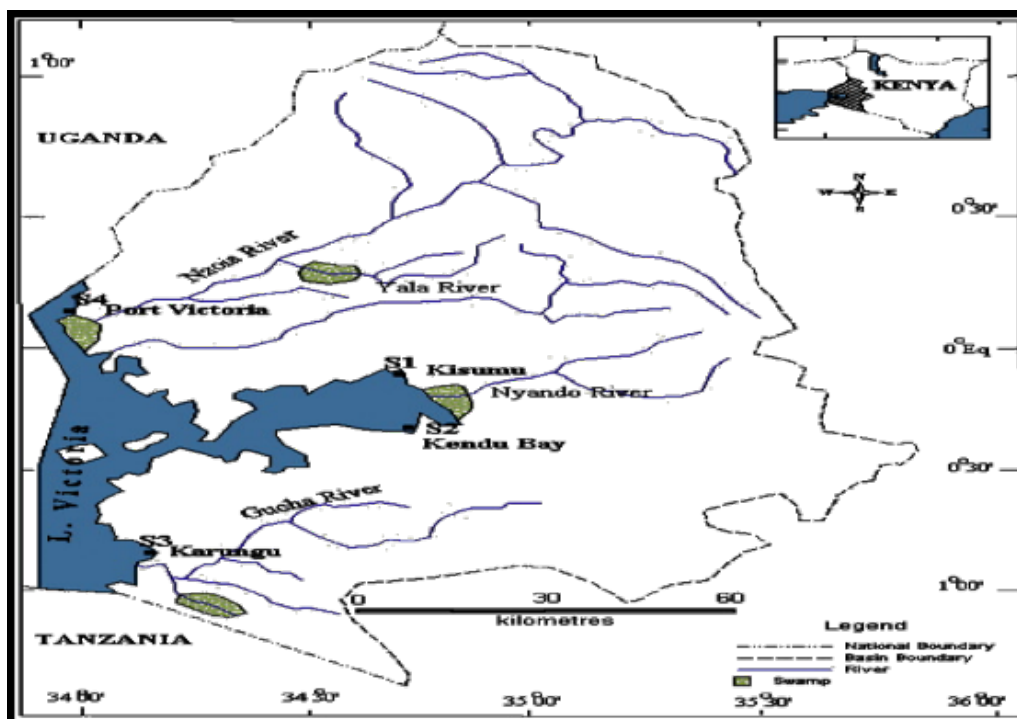 1°00'
KENYA
UGANDA
W E
S
0°30'
Nzoia River
Yala River
S4
Port Victoria
0°Eq
S1
Kisumu
Nyando River
S2
Kendu Bay
L. Victoria
0°30'
Gucha River
S3
Karungu
1°00'
0 30 60
kilometres
TANZANIA
Legend
National Boundary
Basin Boundary
River
Swamp
34°00' 34°30' 35°00' 35°30' 36°00'